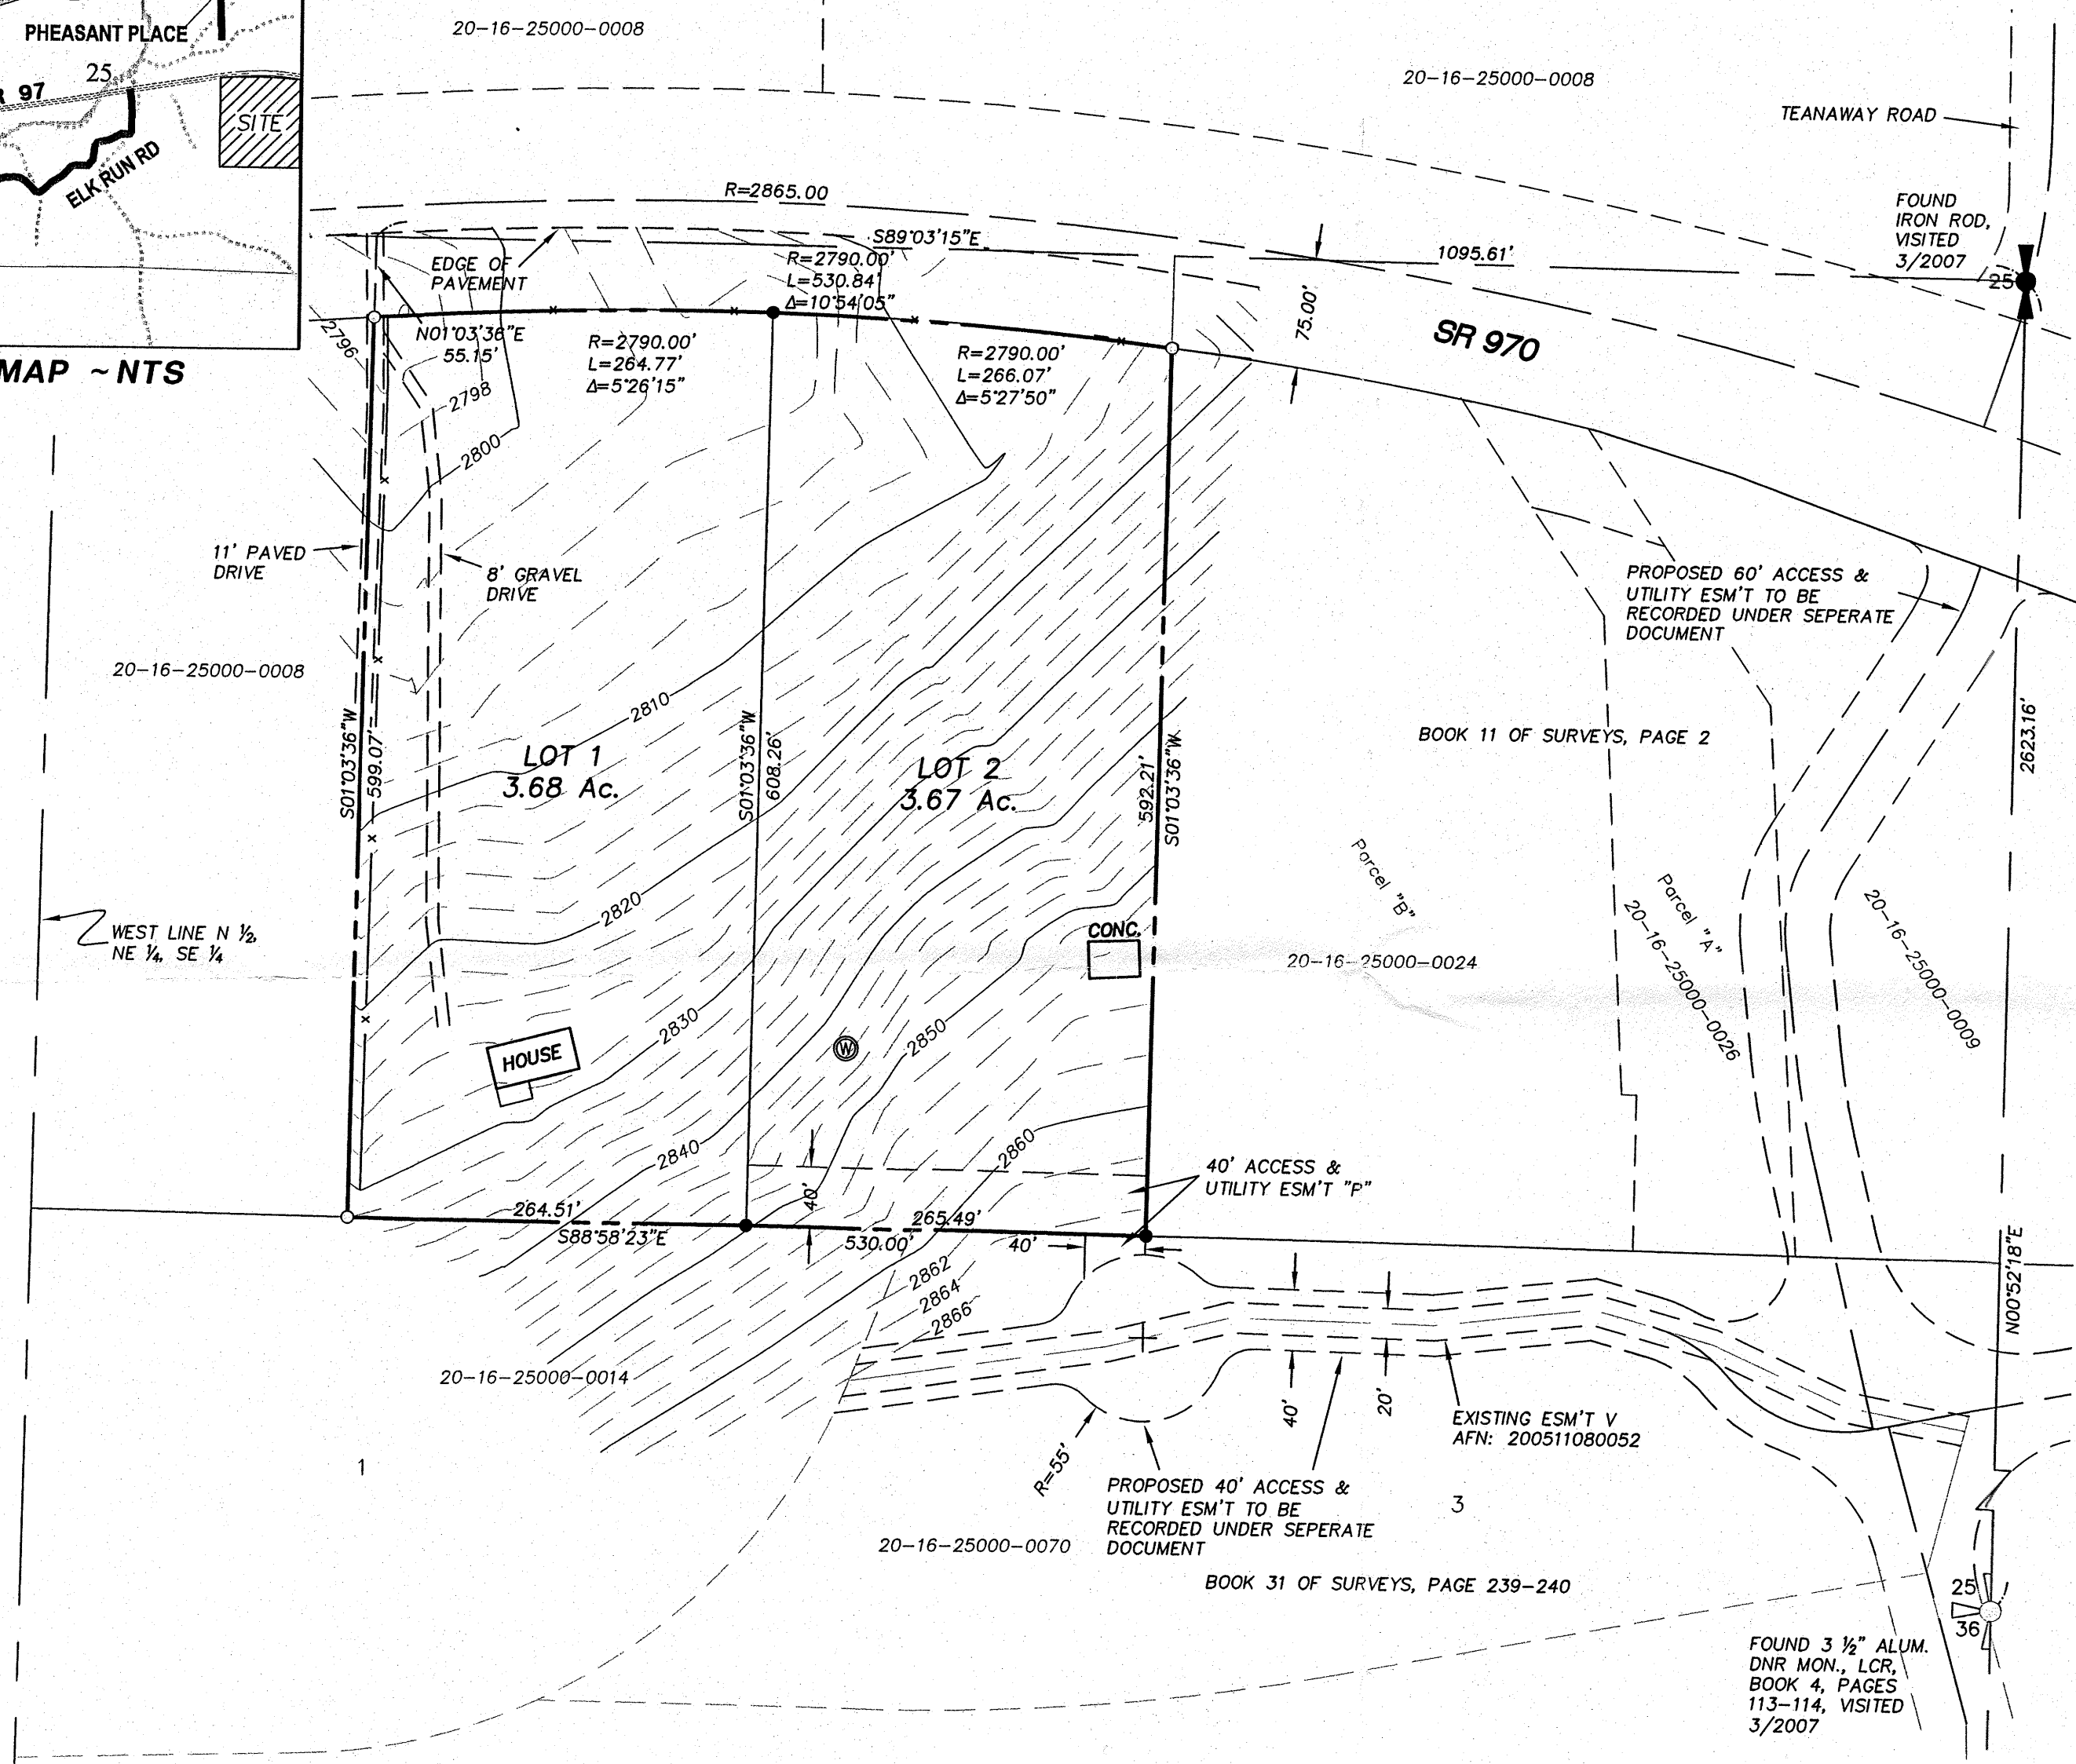 PHEASANT PLACE
25
97
SITE
ELK RUN RD
MAP ~ NTS
20-16-25000-0008
20-16-25000-0008
TEANAWAY ROAD
FOUND
IRON ROD,
VISITED
3/2007
25
R=2865.00
S89°03'15"E
1095.61'
R=2790.00'
L=530.84'
Δ=10°54'05"
EDGE OF
PAVEMENT
N01°03'36"E
55.15'
R=2790.00'
L=264.77'
Δ=5°26'15"
R=2790.00'
L=266.07'
Δ=5°27'50"
75.00'
SR 970
2796
2798
2800
11' PAVED
DRIVE
8' GRAVEL
DRIVE
PROPOSED 60' ACCESS &
UTILITY ESM'T TO BE
RECORDED UNDER SEPERATE
DOCUMENT
20-16-25000-0008
2810
S01°03'36"W
599.07'
LOT 1
3.68 Ac.
S01°03'36"W
608.26'
LOT 2
3.67 Ac.
592.21'
S01°03'36"W
BOOK 11 OF SURVEYS, PAGE 2
2623.16'
2820
WEST LINE N ½,
NE ¼, SE ¼
CONC.
Parcel "B"
20-16-25000-0024
Parcel "A"
20-16-25000-0026
20-16-25000-0009
2830
HOUSE
W
2850
2840
2860
40' ACCESS &
UTILITY ESM'T "P"
40'
264.51'
S88°58'23"E
265.49'
530.00'
40'
N00°52'18"E
2862
2864
2866
20-16-25000-0014
40'
20'
EXISTING ESM'T V
AFN: 200511080052
R=55'
1
PROPOSED 40' ACCESS &
UTILITY ESM'T TO BE
RECORDED UNDER SEPERATE
DOCUMENT
3
20-16-25000-0070
BOOK 31 OF SURVEYS, PAGE 239-240
25
36
FOUND 3 ½" ALUM.
DNR MON., LCR,
BOOK 4, PAGES
113-114, VISITED
3/2007